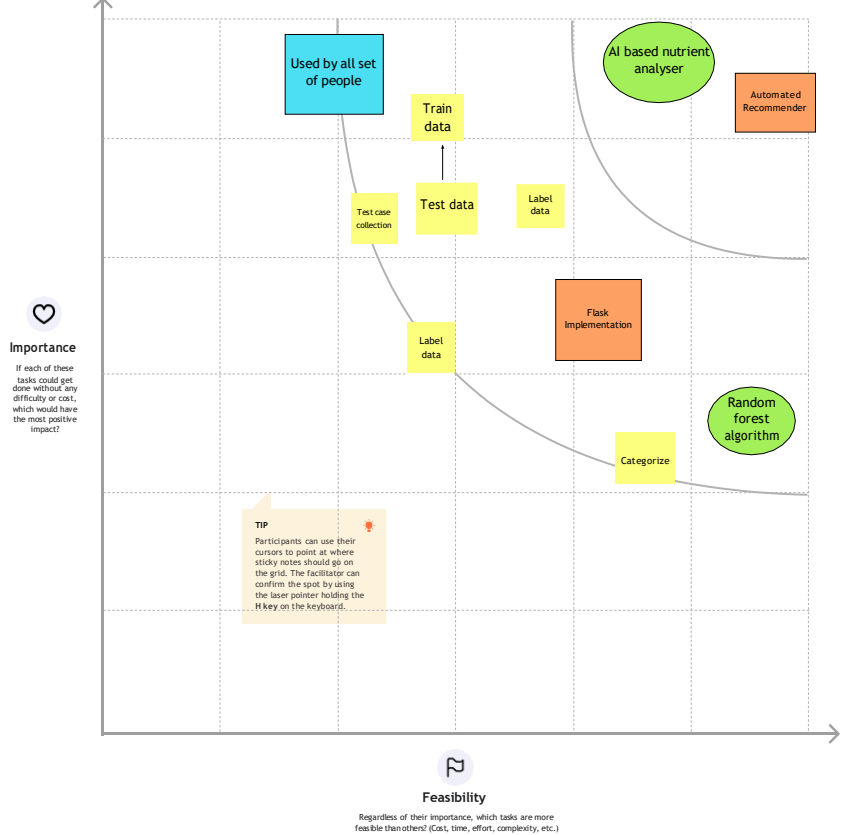 Used by all set
of people
AI based nutrient
analyser
Automated
Recommender
Train
data
Test data
Label
data
Test case
collection
Flask
Implementation
Label
data
Random
forest
algorithm
Categorize
Importance
If each of these
tasks could get
done without any
difficulty or cost,
which would have
the most positive
impact?
TIP
Participants can use their
cursors to point at where
sticky notes should go on
the grid. The facilitator can
confirm the spot by using
the laser pointer holding the
H key on the keyboard.
Feasibility
Regardless of their importance, which tasks are more
feasible than others? (Cost, time, effort, complexity, etc.)